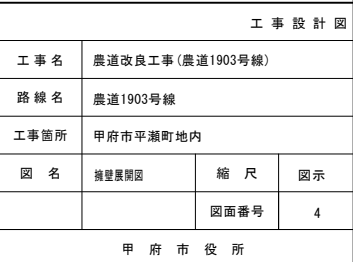 工事設計図
工事名 農道改良工事(農道1903号線)
路線名 農道1903号線
工事箇所 甲府市平瀬町地内
図名 擁壁展開図 縮尺 図示
図面番号 4
甲府市役所